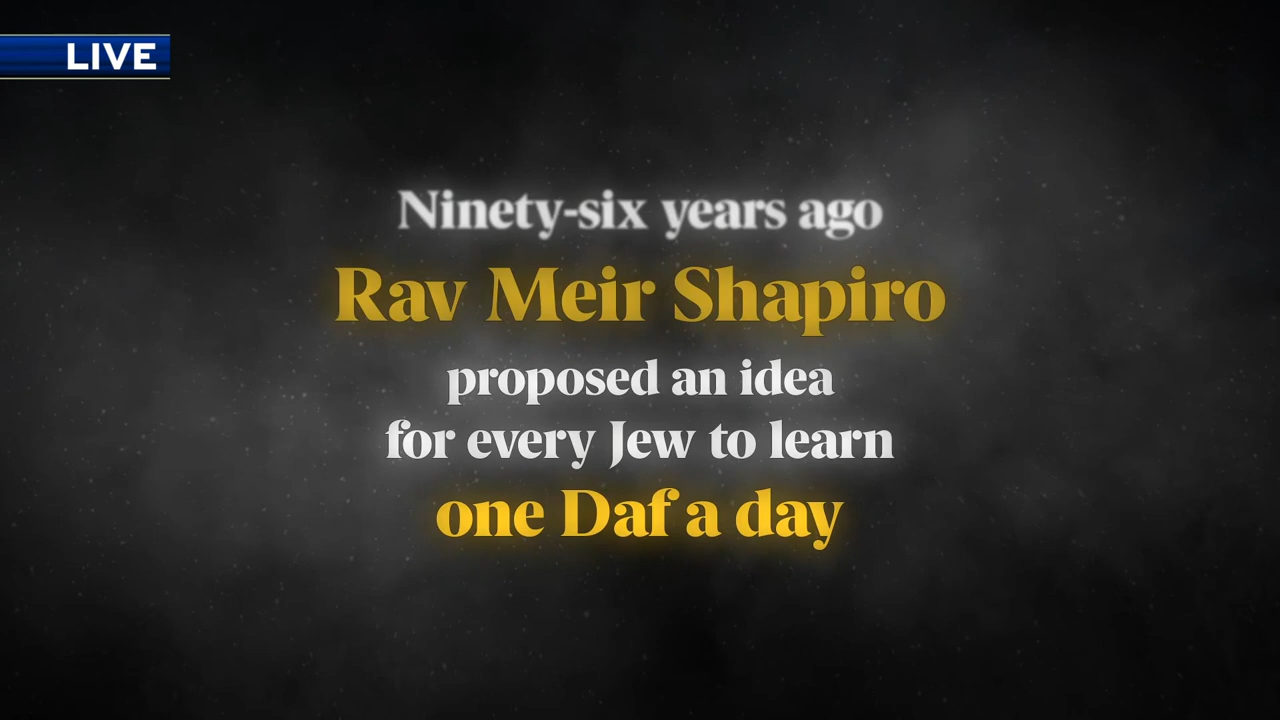 LIVE
Ninety-six years ago
Rav Meir Shapiro
proposed an idea
for every Jew to learn
one Daf a day